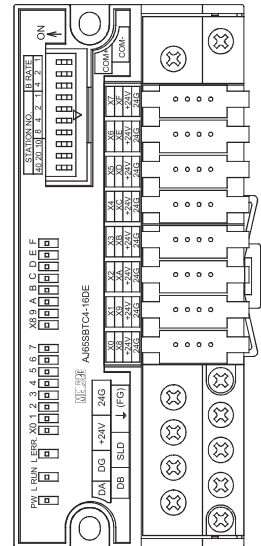 ON
STATION NO. B RATE
40 20 10 8 4 2 1 4 2 1
COM+
COM-
X7 XF +24V 24G
X6 XE +24V 24G
X5 XD +24V 24G
X4 XC +24V 24G
X3 XB +24V 24G
X2 XA +24V 24G
X1 X9 +24V 24G
X0 X8 +24V 24G
PW L RUN L ERR. X0 1 2 3 4 5 6 7 X8 9 A B C D E F
MELSEC AJ65SBTC4-16DE
DA DG +24V 24G
DB SLD (FG)